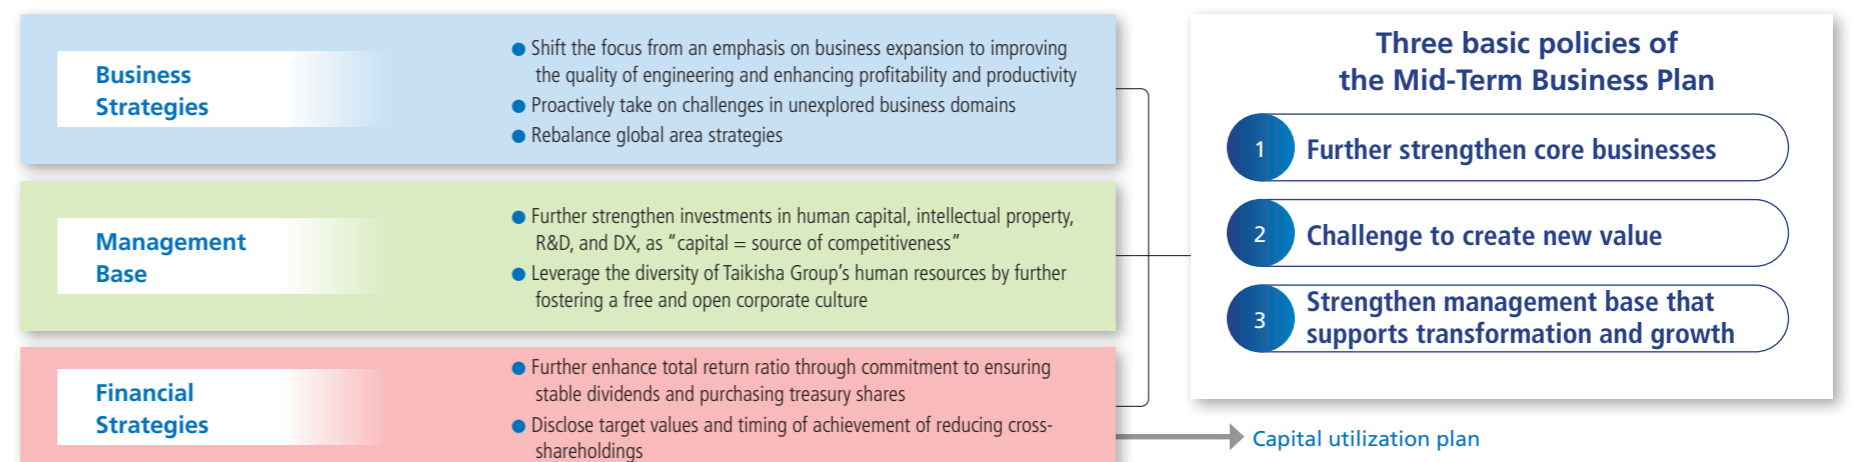 Business
Strategies
● Shift the focus from an emphasis on business expansion to improving
the quality of engineering and enhancing profitability and productivity
● Proactively take on challenges in unexplored business domains
● Rebalance global area strategies
Management
Base
● Further strengthen investments in human capital, intellectual property,
R&D, and DX, as “capital = source of competitiveness”
● Leverage the diversity of Taikisha Group’s human resources by further
fostering a free and open corporate culture
Financial
Strategies
● Further enhance total return ratio through commitment to ensuring
stable dividends and purchasing treasury shares
● Disclose target values and timing of achievement of reducing cross-
shareholdings
Three basic policies of
the Mid-Term Business Plan
1 Further strengthen core businesses
2 Challenge to create new value
3 Strengthen management base that
supports transformation and growth
Capital utilization plan